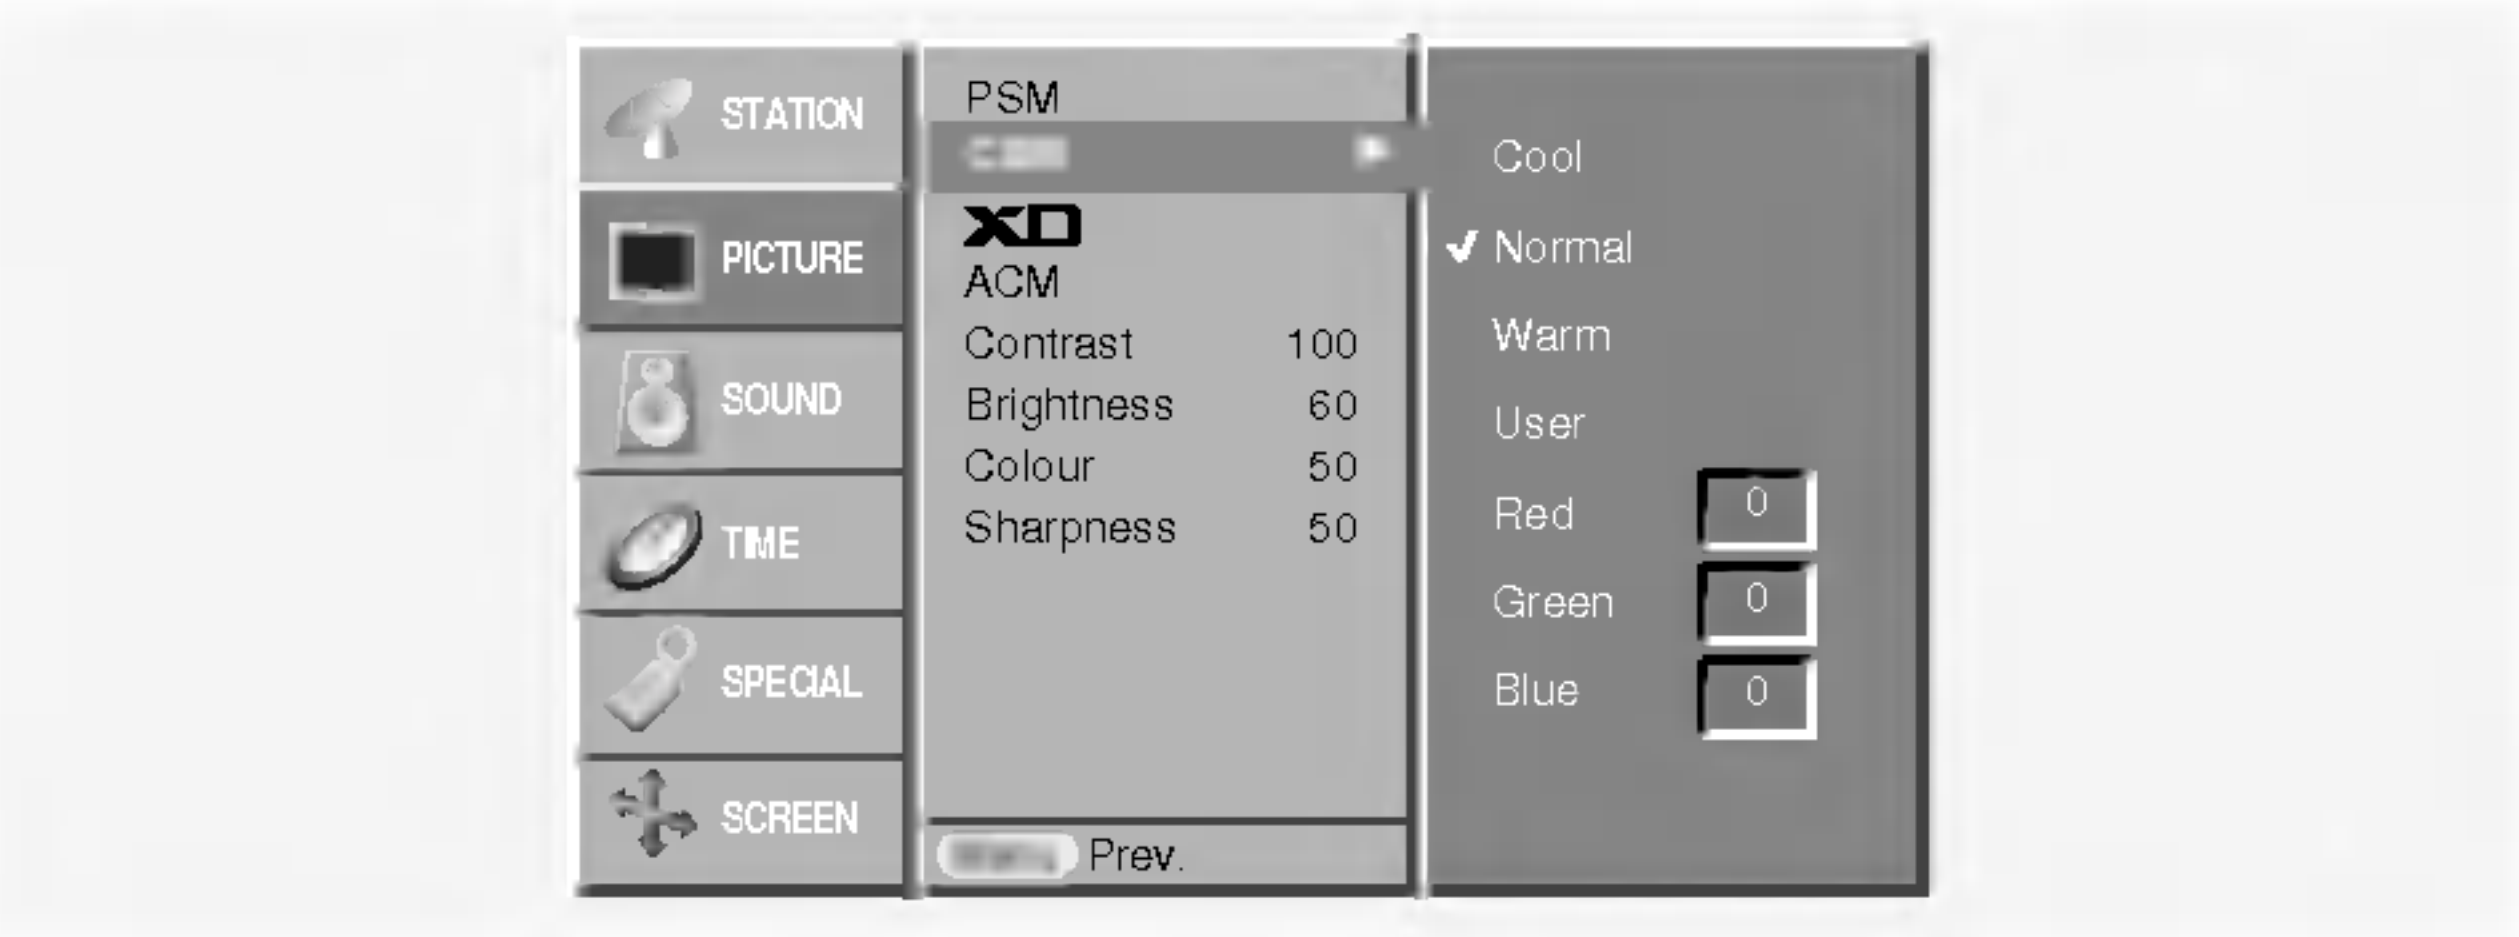 STATION
PICTURE
SOUND
TIME
SPECIAL
SCREEN
PSM
XD
ACM
Contrast 100
Brightness 60
Colour 50
Sharpness 50
Prev.
Cool
✔ Normal
Warm
User
Red 0
Green 0
Blue 0